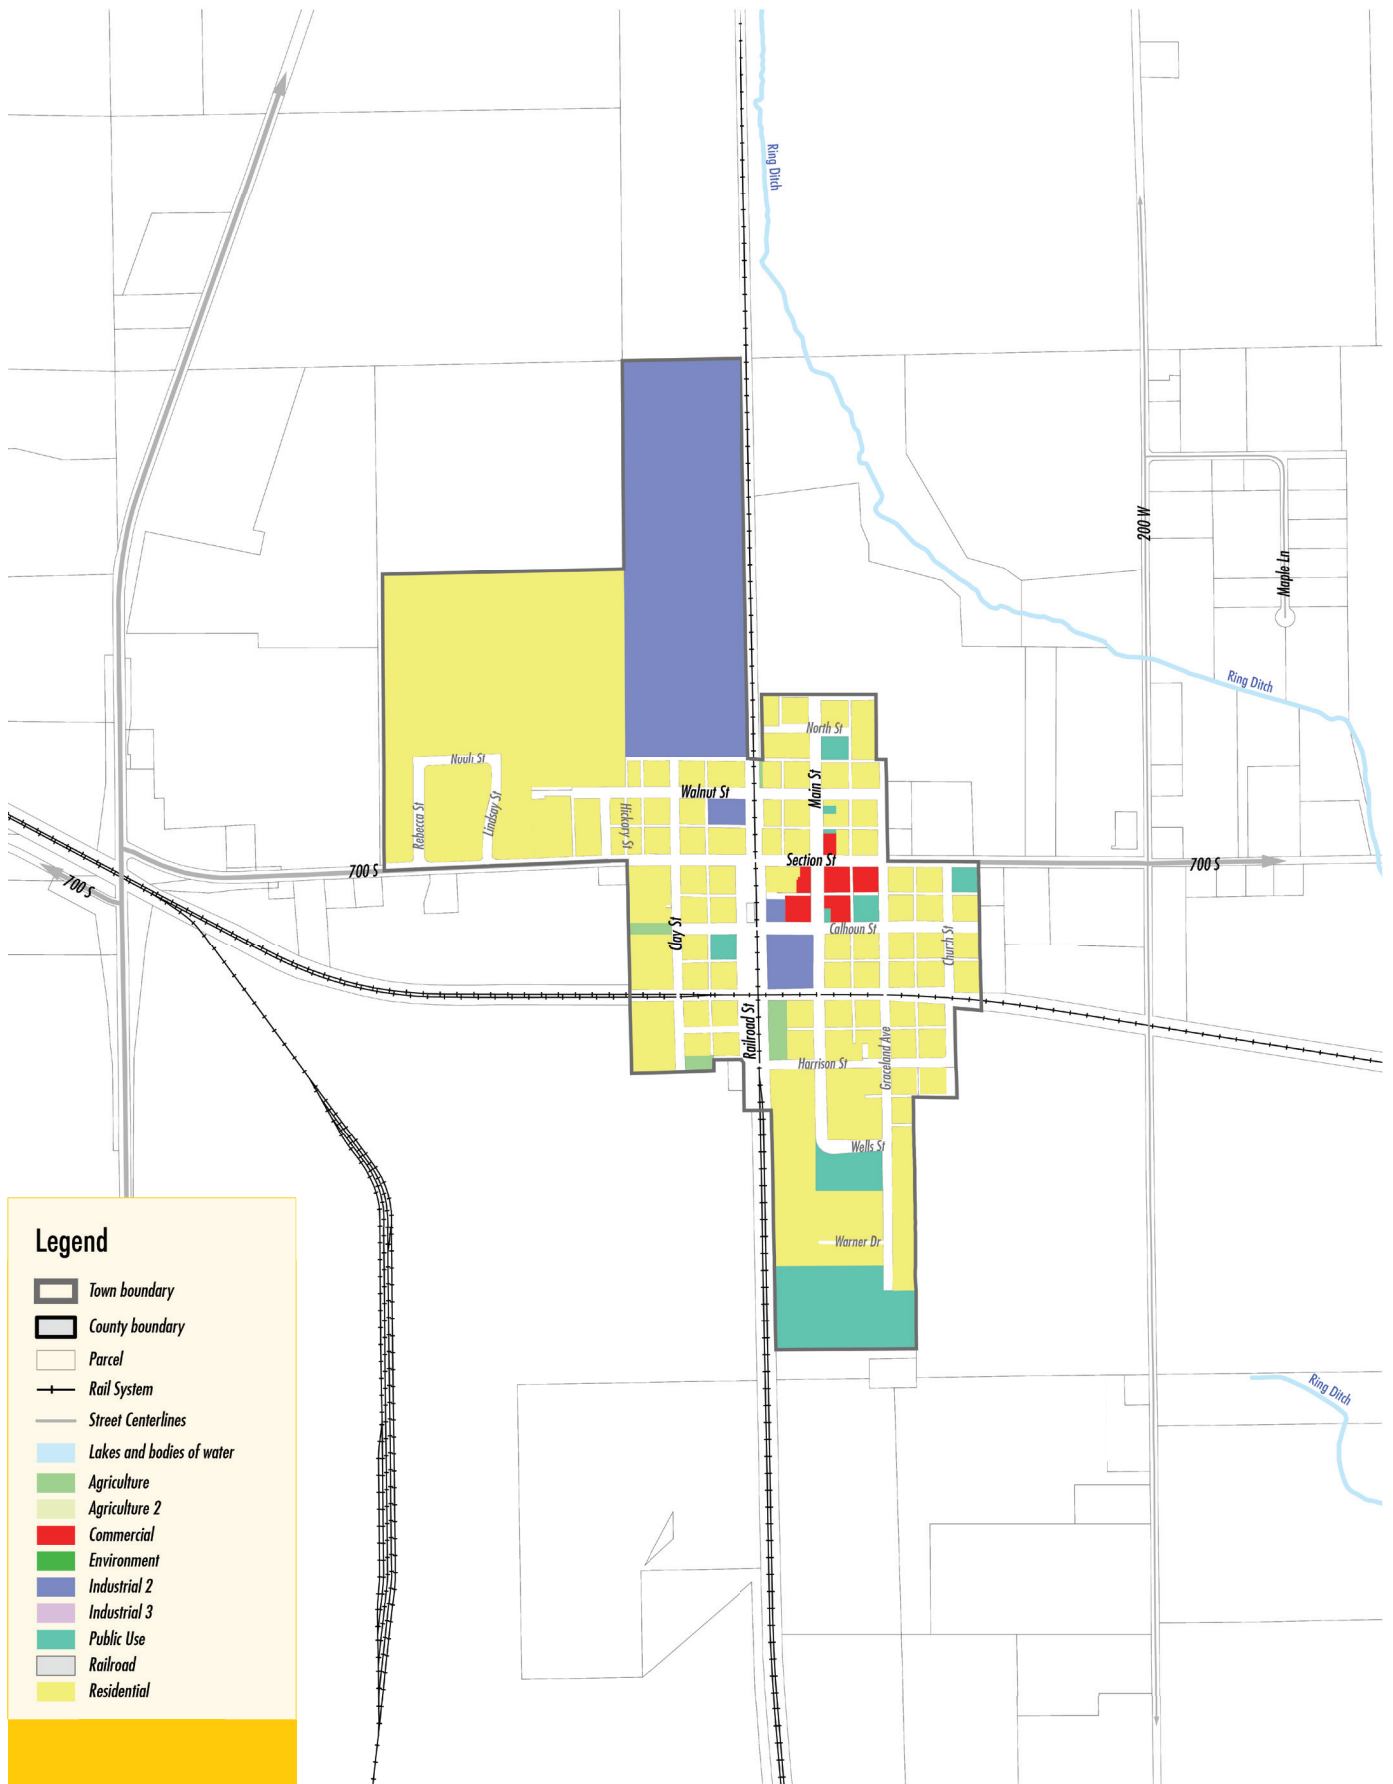 Ring Ditch
200 W
Maple Ln
Ring Ditch
North St
Noah St
Walnut St
Main St
Rebecca St
Lindsay St
Hickory St
Section St
700 S
700 S
700 S
Clay St
Calhoun St
Church St
Railroad St
Harrison St
Graceland Ave
Wells St
Warner Dr
Ring Ditch
Legend
Town boundary
County boundary
Parcel
Rail System
Street Centerlines
Lakes and bodies of water
Agriculture
Agriculture 2
Commercial
Environment
Industrial 2
Industrial 3
Public Use
Railroad
Residential